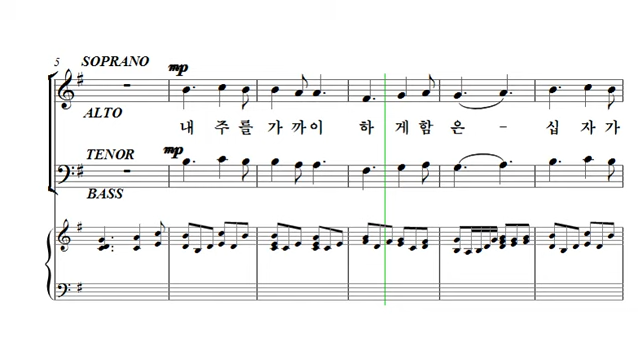 5
SOPRANO
mp
ALTO
내 주를 가 까이 하 게 함 은 - 십 자 가
TENOR
mp
BASS